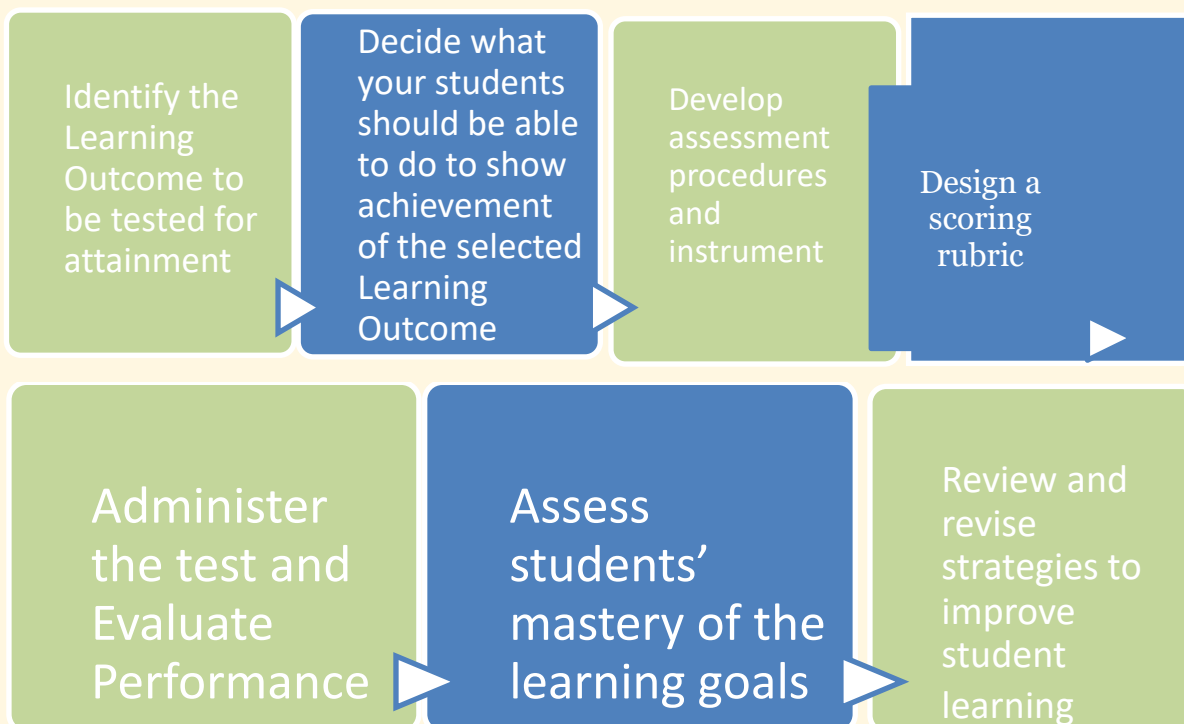 Identify the
Learning
Outcome to
be tested for
attainment
Decide what
your students
should be able
to do to show
achievement
of the selected
Learning
Outcome
Develop
assessment
procedures
and
instrument
Design a
scoring
rubric
Administer
the test and
Evaluate
Performance
Assess
students’
mastery of the
learning goals
Review and
revise
strategies to
improve
student
learning